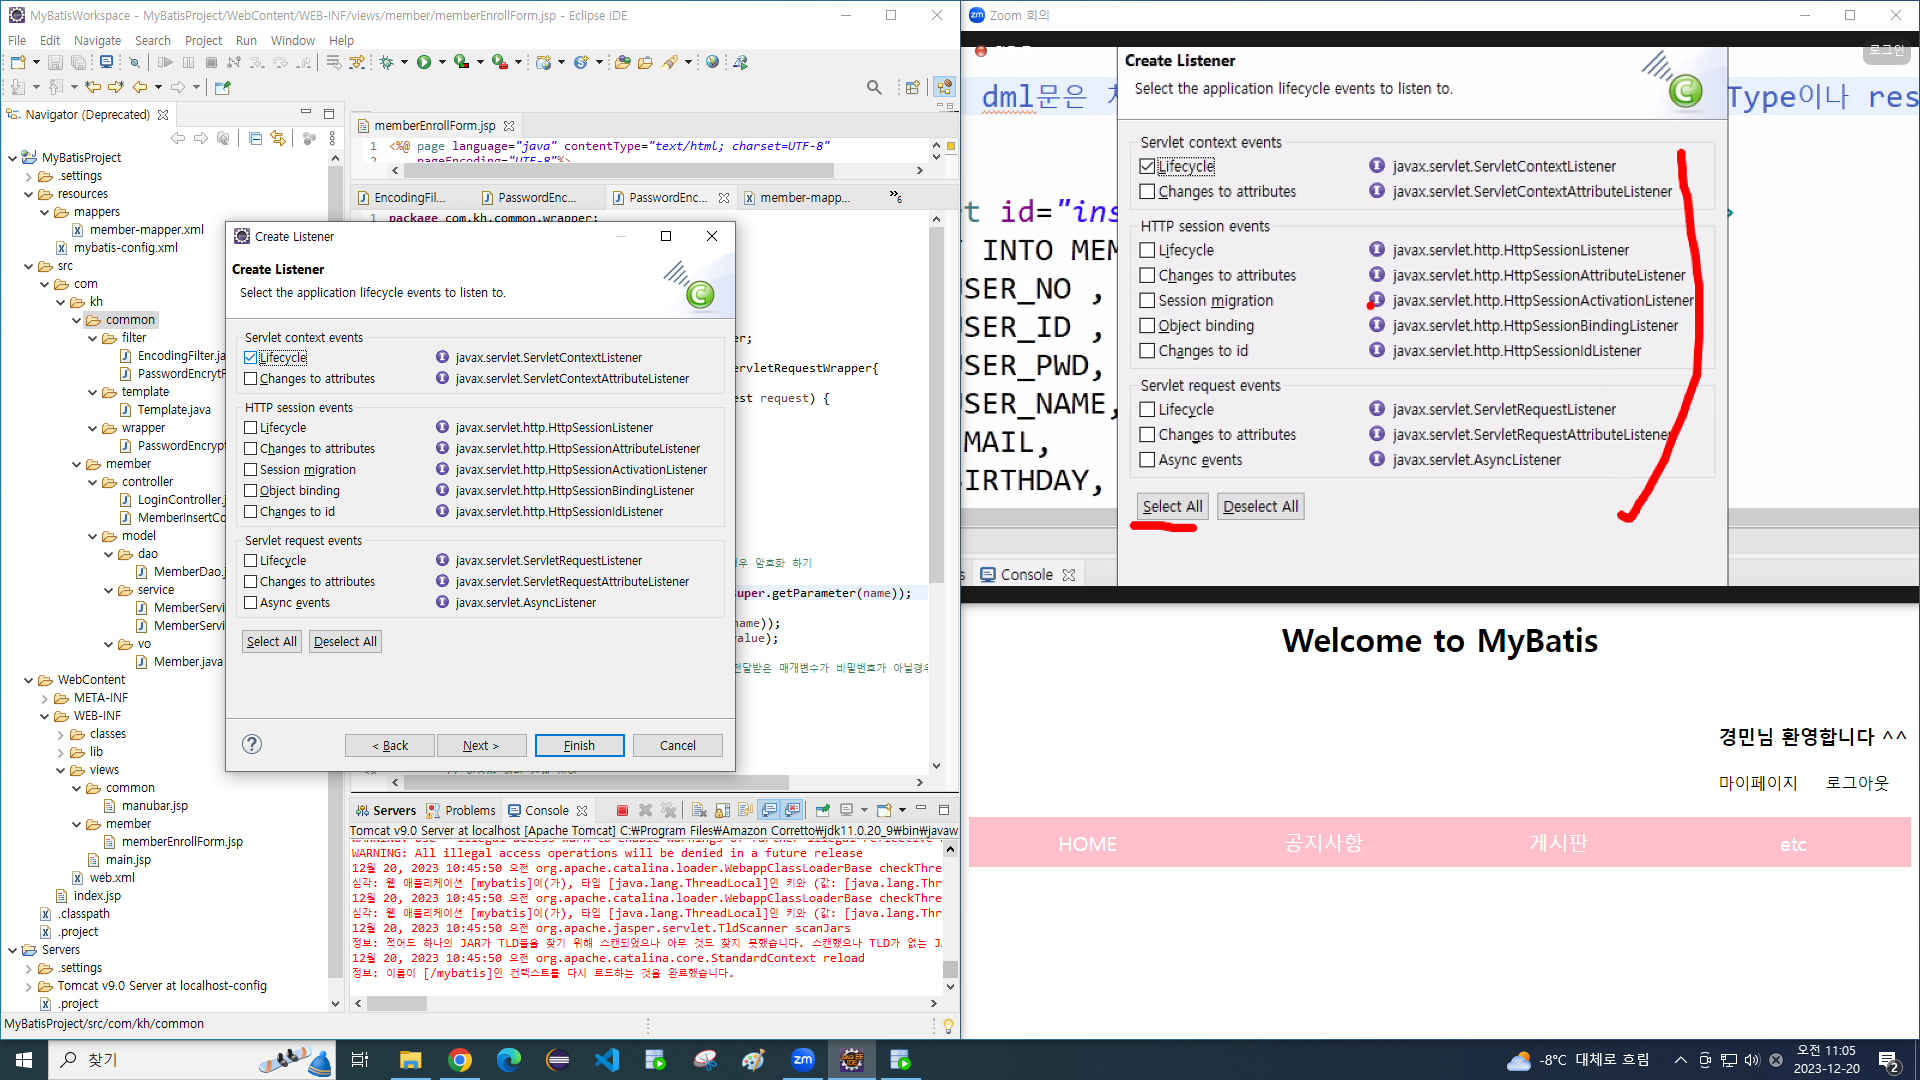 MyBatisWorkspace - MyBatisProject/WebContent/WEB-INF/views/member/memberEnrollForm.jsp - Eclipse IDE
File Edit Navigate Search Project Run Window Help
Navigator (Deprecated)
MyBatisProject
.settings
resources
mappers
member-mapper.xml
mybatis-config.xml
src
com
kh
common
filter
EncodingFilter.ja
PasswordEncrytF
template
Template.java
wrapper
PasswordEncrypt
member
controller
LoginController.j
MemberInsertCo
model
dao
MemberDao.j
service
MemberServi
MemberServi
vo
Member.java
WebContent
META-INF
WEB-INF
classes
lib
views
common
manubar.jsp
member
memberEnrollForm.jsp
main.jsp
web.xml
index.jsp
.classpath
.project
Servers
.settings
Tomcat v9.0 Server at localhost-config
.project
MyBatisProject/src/com/kh/common
memberEnrollForm.jsp
1 <%@ page language="java" contentType="text/html; charset=UTF-8"
2 pageEncoding="UTF-8"%>
EncodingFil... PasswordEnc... PasswordEnc... member-mapp... »6
1 package com.kh.common.wrapper;
er;
ervletRequestWrapper{
est request) {
우 암호화 하기
super.getParameter(name));
name));
value);
전달받은 매개변수가 비밀번호가 아닐경우
Create Listener
Create Listener
Select the application lifecycle events to listen to.
Servlet context events
Lifecycle javax.servlet.ServletContextListener
Changes to attributes javax.servlet.ServletContextAttributeListener
HTTP session events
Lifecycle javax.servlet.http.HttpSessionListener
Changes to attributes javax.servlet.http.HttpSessionAttributeListener
Session migration javax.servlet.http.HttpSessionActivationListener
Object binding javax.servlet.http.HttpSessionBindingListener
Changes to id javax.servlet.http.HttpSessionIdListener
Servlet request events
Lifecycle javax.servlet.ServletRequestListener
Changes to attributes javax.servlet.ServletRequestAttributeListener
Async events javax.servlet.AsyncListener
Select All Deselect All
< Back Next > Finish Cancel
Servers Problems Console
Tomcat v9.0 Server at localhost [Apache Tomcat] C:₩Program Files₩Amazon Corretto₩jdk11.0.20_9₩bin₩javaw
WARNING: All illegal access operations will be denied in a future release
12월 20, 2023 10:45:50 오전 org.apache.catalina.loader.WebappClassLoaderBase checkThre
심각: 웹 애플리케이션 [mybatis]이(가), 타입 [java.lang.ThreadLocal]인 키와 (값: [java.lang.Thr
12월 20, 2023 10:45:50 오전 org.apache.catalina.loader.WebappClassLoaderBase checkThre
심각: 웹 애플리케이션 [mybatis]이(가), 타입 [java.lang.ThreadLocal]인 키와 (값: [java.lang.Thr
12월 20, 2023 10:45:50 오전 org.apache.jasper.servlet.TldScanner scanJars
정보: 적어도 하나의 JAR가 TLD들을 찾기 위해 스캔되었으나 아무 것도 찾지 못했습니다. 스캔했으나 TLD가 없는 JA
12월 20, 2023 10:45:50 오전 org.apache.catalina.core.StandardContext reload
정보: 이름이 [/mybatis]인 컨텍스트를 다시 로드하는 것을 완료했습니다.
Zoom 회의
로그인
dml문은
Type이나 res
t id="ins
INTO MEM
SER_NO ,
SER_ID ,
SER_PWD,
SER_NAME,
MAIL,
BIRTHDAY,
Create Listener
Select the application lifecycle events to listen to.
Servlet context events
Lifecycle javax.servlet.ServletContextListener
Changes to attributes javax.servlet.ServletContextAttributeListener
HTTP session events
Lifecycle javax.servlet.http.HttpSessionListener
Changes to attributes javax.servlet.http.HttpSessionAttributeListener
Session migration javax.servlet.http.HttpSessionActivationListener
Object binding javax.servlet.http.HttpSessionBindingListener
Changes to id javax.servlet.http.HttpSessionIdListener
Servlet request events
Lifecycle javax.servlet.ServletRequestListener
Changes to attributes javax.servlet.ServletRequestAttributeListener
Async events javax.servlet.AsyncListener
Select All Deselect All
s Console
Welcome to MyBatis
경민님 환영합니다 ^^
마이페이지 로그아웃
HOME 공지사항 게시판 etc
찾기
-8°C 대체로 흐림
오전 11:05
2023-12-20
2